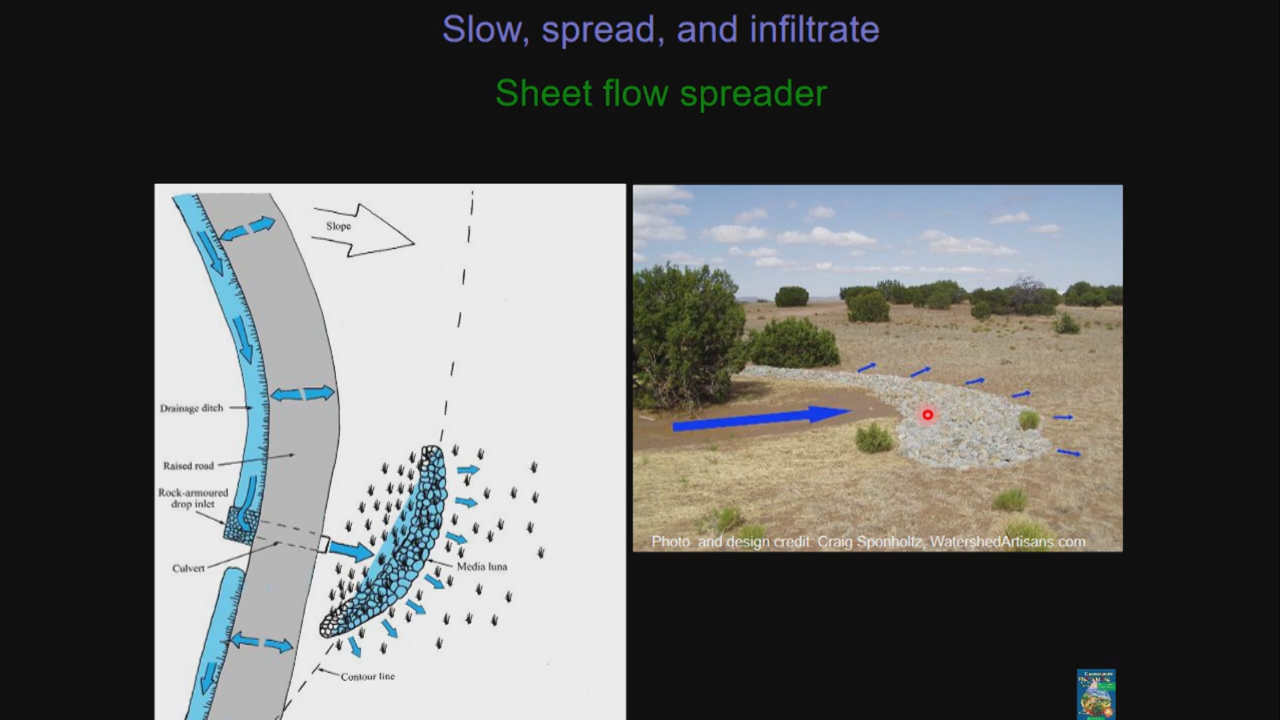 Slow, spread, and infiltrate
Sheet flow spreader
Slope
Drainage ditch
Raised road
Rock-armoured
drop inlet
Culvert
Media luna
Contour line
Photo and design credit Craig Sponholtz, WatershedArtisans.com